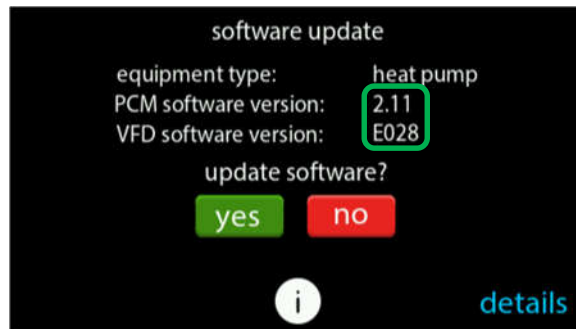 software update
equipment type: heat pump
PCM software version: 2.11
VFD software version: E028
update software?
yes no
i
details